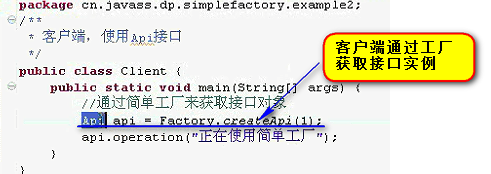 package cn.javass.dp.simplefactory.example2;
/**
* 客户端，使用Api接口
*/
public class Client {
public static void main(String[] args) {
//通过简单工厂来获取接口对象
Api api = Factory.createApi(1);
api.operation("正在使用简单工厂");
}
}
客户端通过工厂
获取接口实例